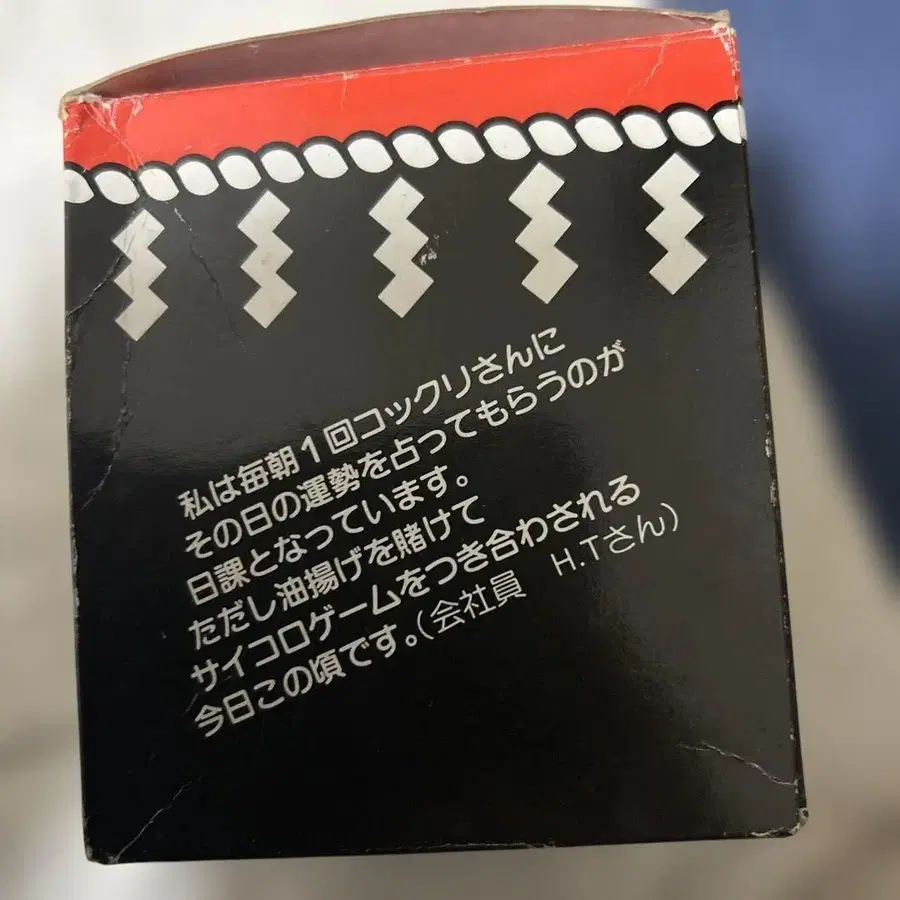 私は毎朝1回コックリさんに
その日の運勢を占ってもらうのが
日課となっています。
ただし油揚げを賭けて
サイコロゲームをつき合わされる
今日この頃です。(会社員　H.Tさん)